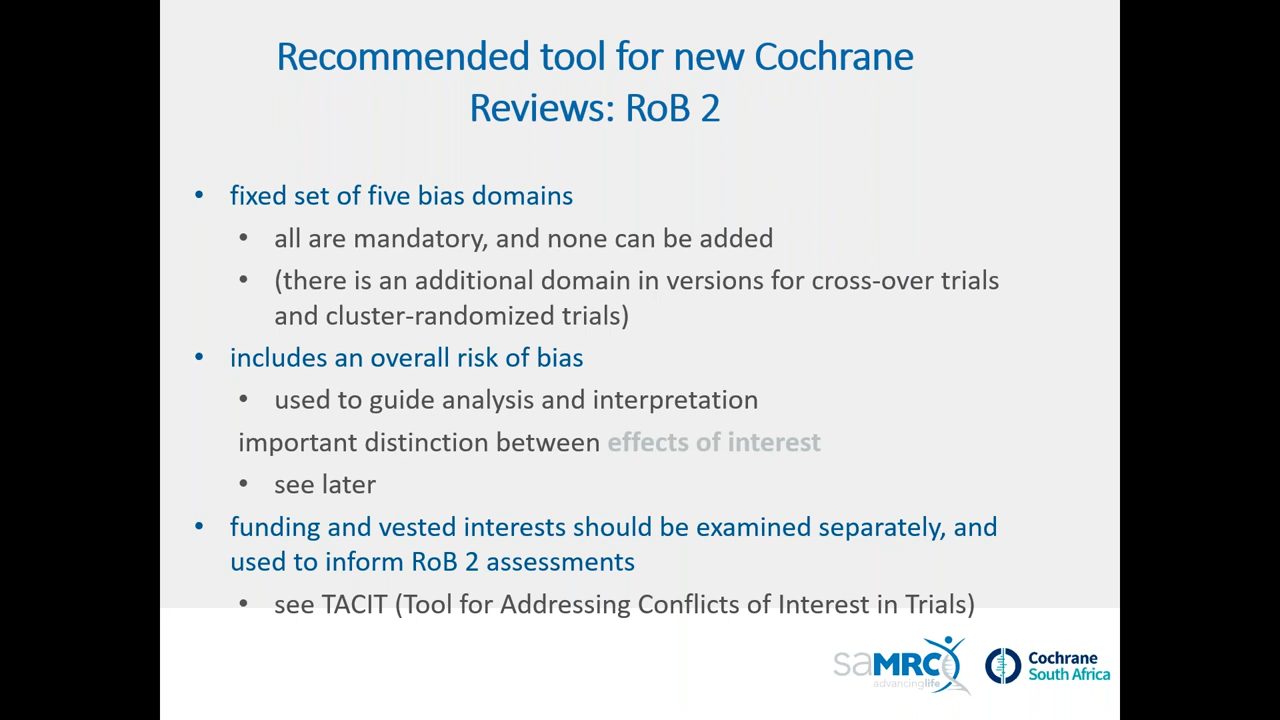 Recommended tool for new Cochrane
Reviews: RoB 2
• fixed set of five bias domains
• all are mandatory, and none can be added
• (there is an additional domain in versions for cross-over trials
and cluster-randomized trials)
• includes an overall risk of bias
• used to guide analysis and interpretation
important distinction between effects of interest
• see later
• funding and vested interests should be examined separately, and
used to inform RoB 2 assessments
• see TACIT (Tool for Addressing Conflicts of Interest in Trials)
saMRC
advancinglife
Cochrane
South Africa